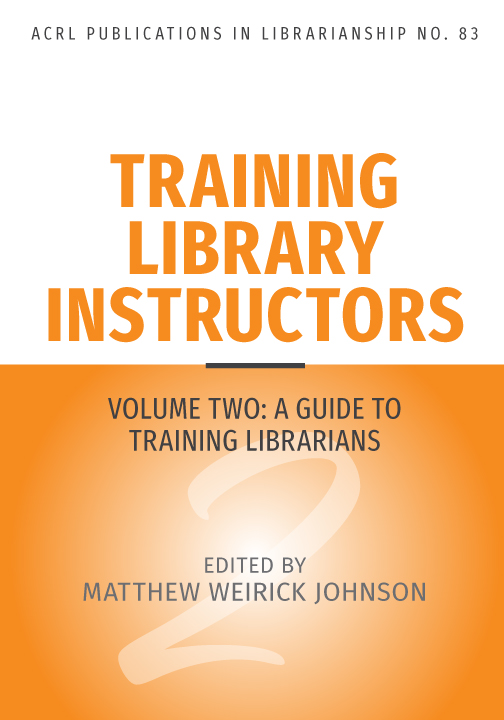 ACRL PUBLICATIONS IN LIBRARIANSHIP NO. 83
TRAINING
LIBRARY
INSTRUCTORS
VOLUME TWO: A GUIDE TO
TRAINING LIBRARIANS
2
EDITED BY
MATTHEW WEIRICK JOHNSON